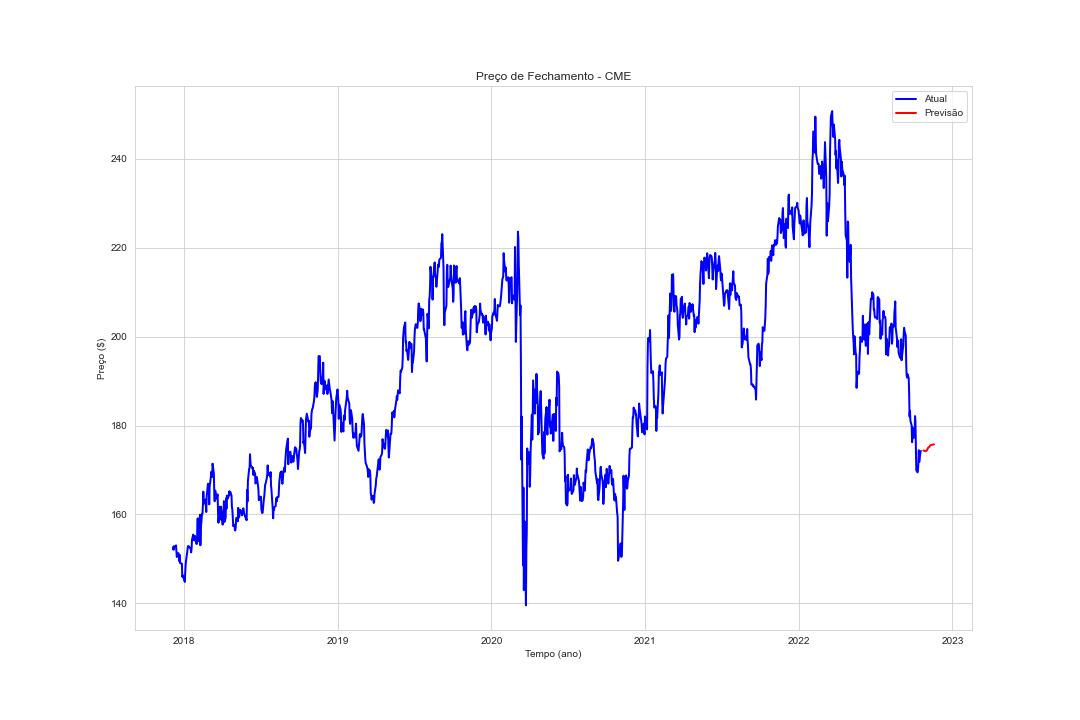 Preço de Fechamento - CME
Atual
Previsão
240
220
200
180
160
140
Preço ($)
2018
2019
2020
2021
2022
2023
Tempo (ano)